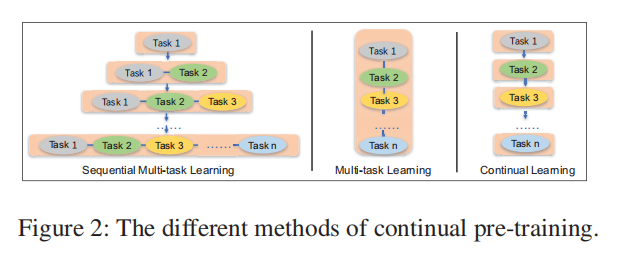 Task 1
Task 1 Task 2
Task 1 Task 2 Task 3
......
Task 1 Task 2 Task 3 ...... Task n
Sequential Multi-task Learning
Task 1
Task 2
Task 3
......
Task n
Multi-task Learning
Task 1
Task 2
Task 3
......
Task n
Continual Learning
Figure 2: The different methods of continual pre-training.